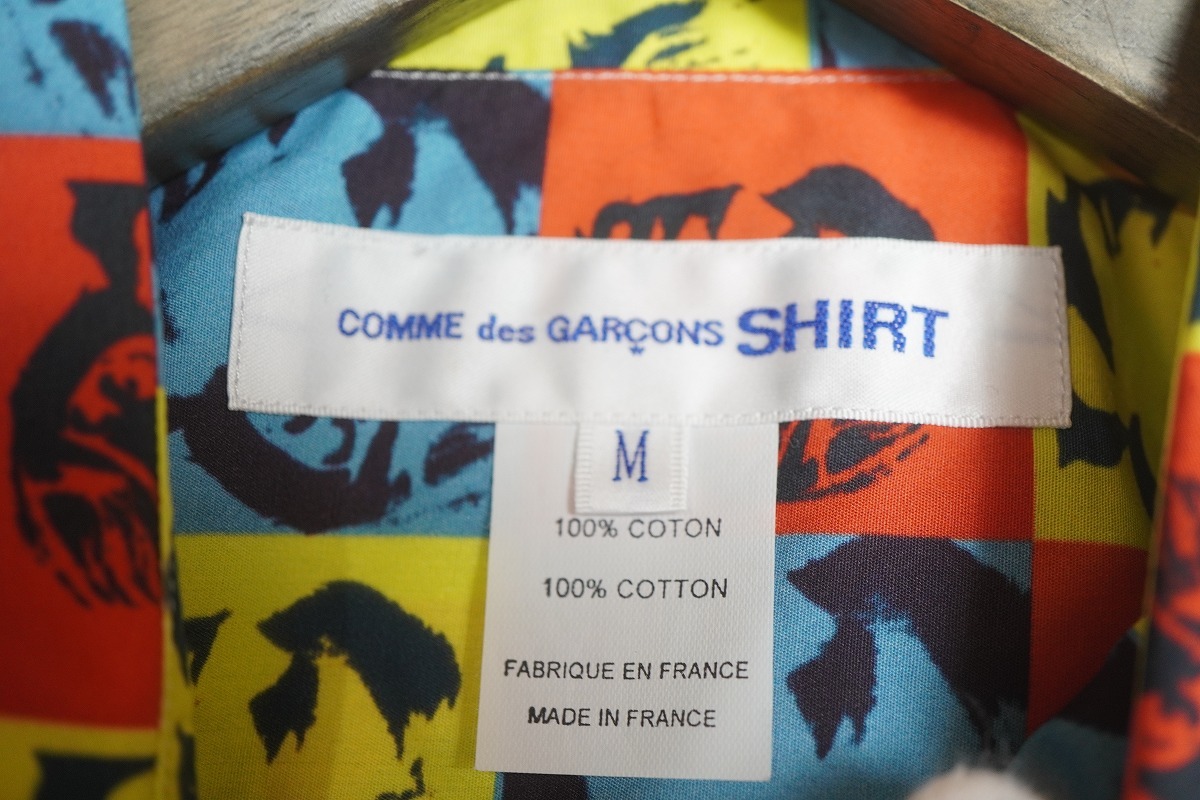 COMME des GARÇONS SHIRT
M
100% COTON
100% COTTON
FABRIQUE EN FRANCE
MADE IN FRANCE